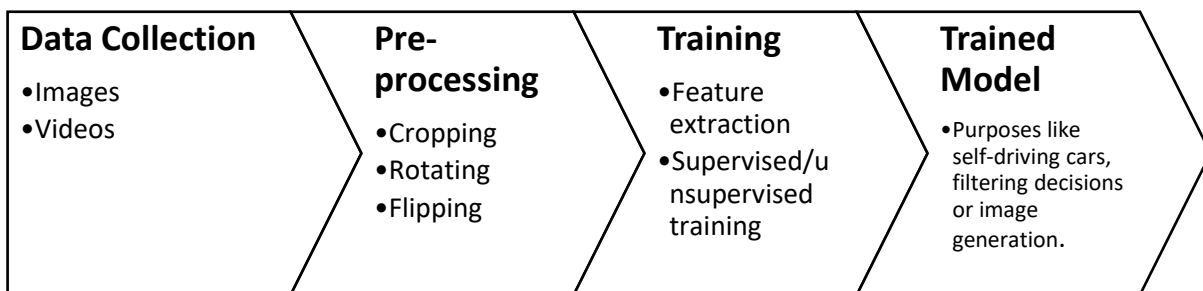 Data Collection
•Images
•Videos
Pre-
processing
•Cropping
•Rotating
•Flipping
Training
•Feature
extraction
•Supervised/u
nsupervised
training
Trained
Model
•Purposes like
self-driving cars,
filtering decisions
or image
generation.